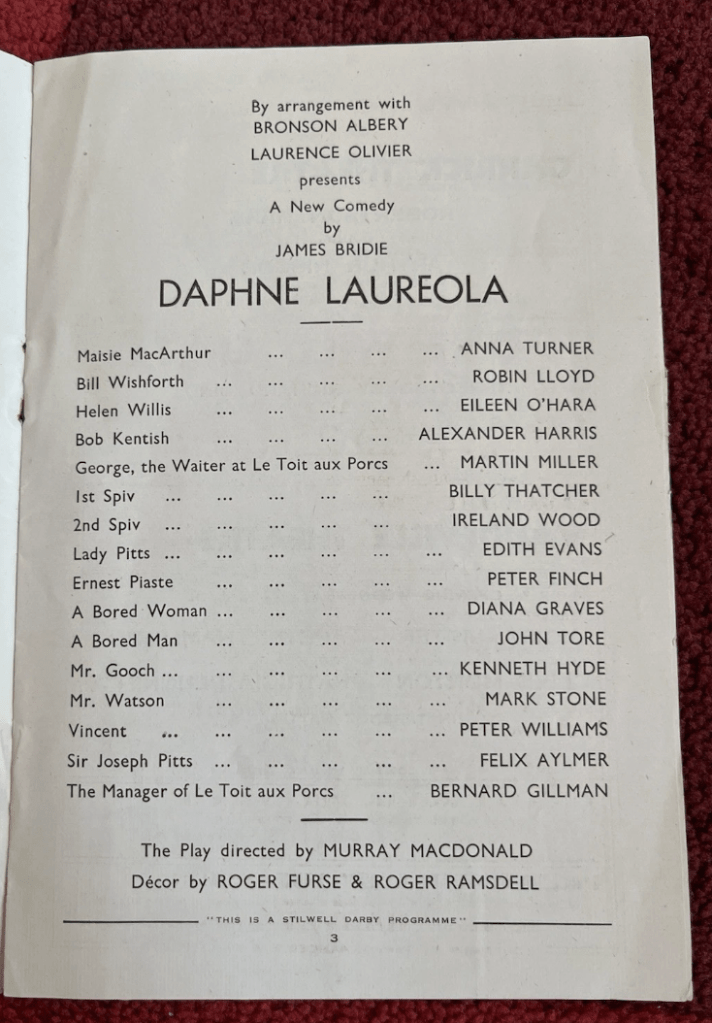 By arrangement with
BRONSON ALBERY
LAURENCE OLIVIER
presents
A New Comedy
by
JAMES BRIDIE
DAPHNE LAUREOLA
Maisie MacArthur ... ... ... ... ANNA TURNER
Bill Wishforth ... ... ... ... ... ROBIN LLOYD
Helen Willis ... ... ... ... ... EILEEN O'HARA
Bob Kentish ... ... ... ... ALEXANDER HARRIS
George, the Waiter at Le Toit aux Porcs ... MARTIN MILLER
1st Spiv ... ... ... ... ... BILLY THATCHER
2nd Spiv ... ... ... ... ... IRELAND WOOD
Lady Pitts ... ... ... ... ... ... EDITH EVANS
Ernest Piaste ... ... ... ... ... PETER FINCH
A Bored Woman ... ... ... ... ... DIANA GRAVES
A Bored Man ... ... ... ... ... JOHN TORE
Mr. Gooch ... ... ... ... ... ... KENNETH HYDE
Mr. Watson ... ... ... ... ... MARK STONE
Vincent ... ... ... ... ... ... PETER WILLIAMS
Sir Joseph Pitts ... ... ... ... ... FELIX AYLMER
The Manager of Le Toit aux Porcs ... BERNARD GILLMAN
The Play directed by MURRAY MACDONALD
Décor by ROGER FURSE & ROGER RAMSDELL
"THIS IS A STILWELL DARBY PROGRAMME"
3